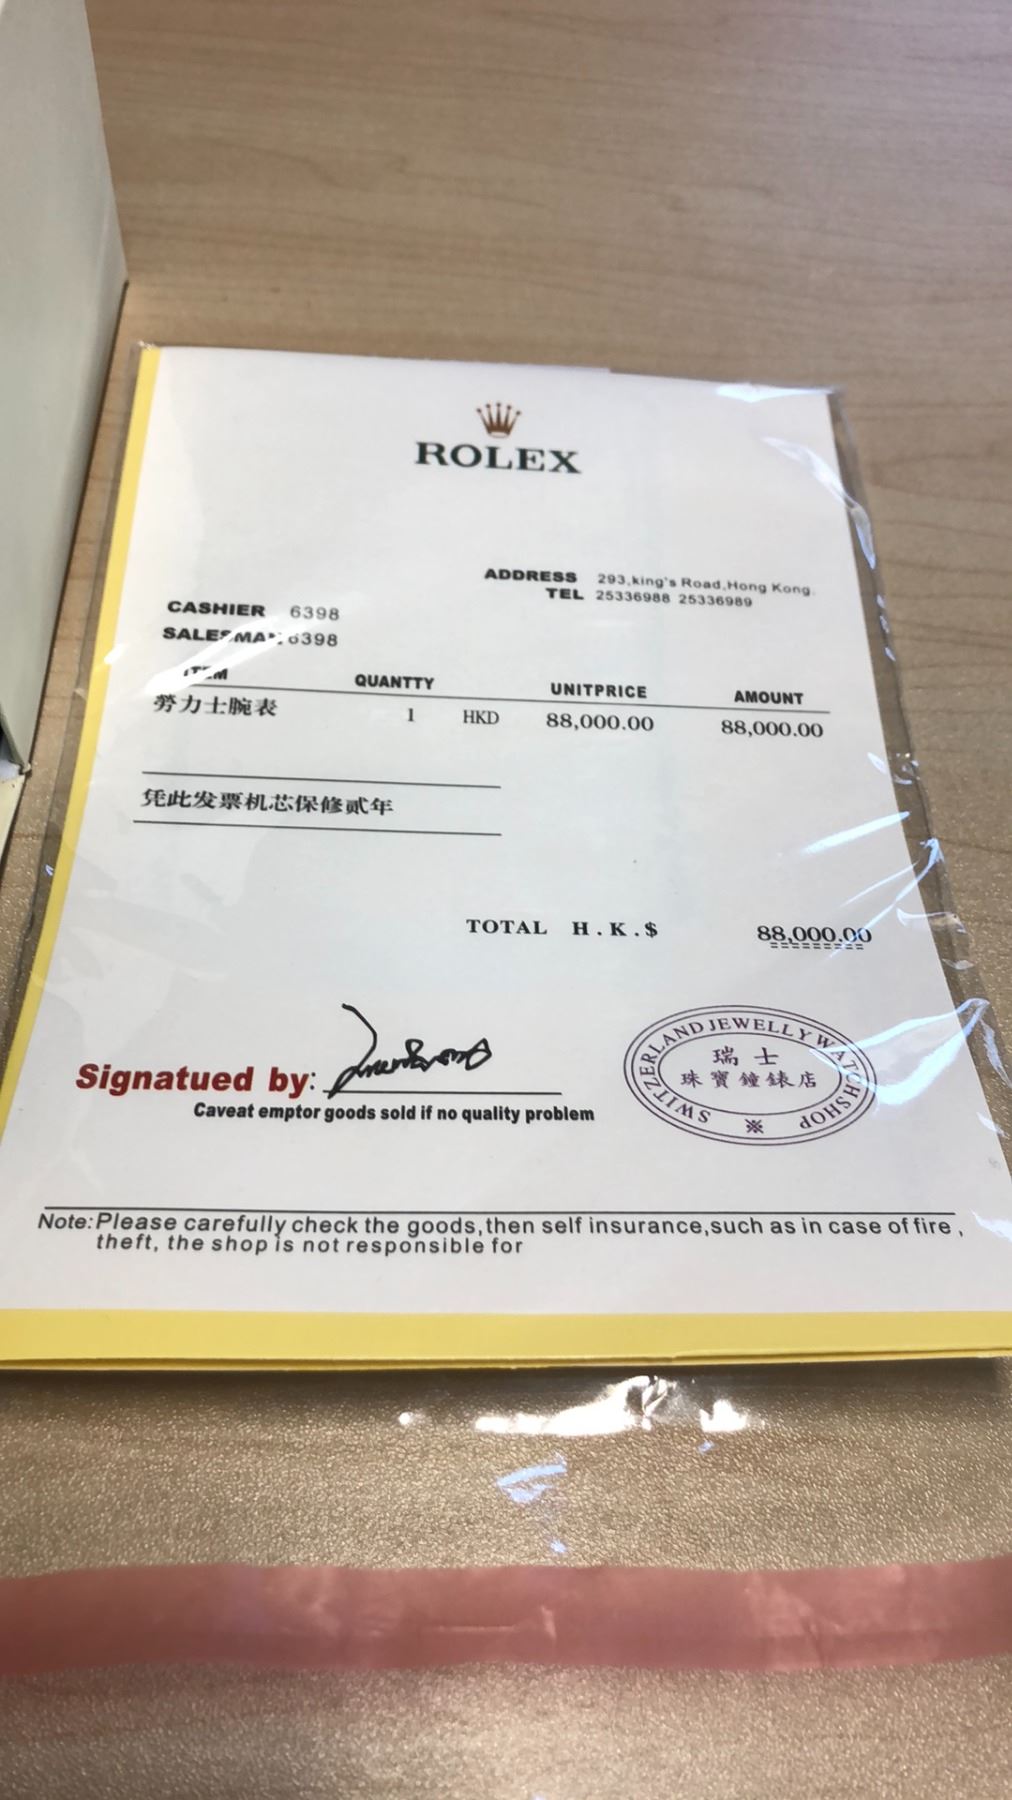 ROLEX
ADDRESS 293,king's Road,Hong Kong.
TEL 25336988 25336989
CASHIER 6398
SALESMAN 6398
ITEM QUANTTY UNITPRICE AMOUNT
勞力士腕表 1 HKD 88,000.00 88,000.00
凭此发票机芯保修贰年
TOTAL H.K.$ 88,000.00
Signatued by:
Caveat emptor goods sold if no quality problem
SWITZERLAND JEWELLY WATCHSHOP
瑞士
珠寶鐘錶店
Note:Please carefully check the goods,then self insurance,such as in case of fire,
theft, the shop is not responsible for